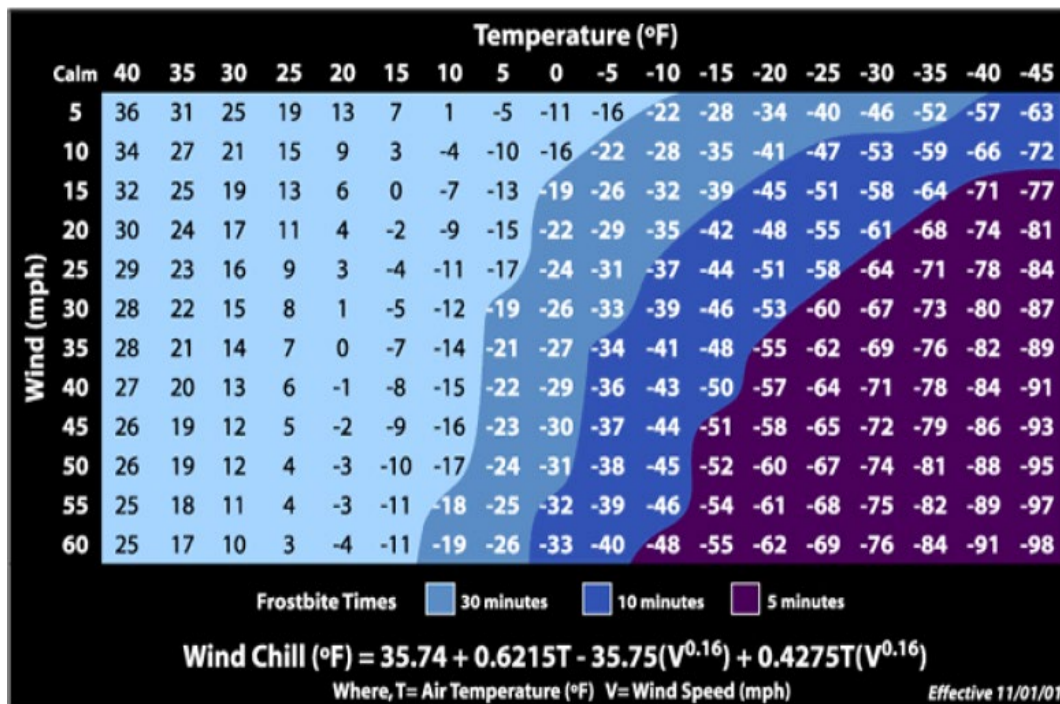 Temperature (ºF)
Calm 40 35 30 25 20 15 10 5 0 -5 -10 -15 -20 -25 -30 -35 -40 -45
5 36 31 25 19 13 7 1 -5 -11 -16 -22 -28 -34 -40 -46 -52 -57 -63
10 34 27 21 15 9 3 -4 -10 -16 -22 -28 -35 -41 -47 -53 -59 -66 -72
15 32 25 19 13 6 0 -7 -13 -19 -26 -32 -39 -45 -51 -58 -64 -71 -77
20 30 24 17 11 4 -2 -9 -15 -22 -29 -35 -42 -48 -55 -61 -68 -74 -81
25 29 23 16 9 3 -4 -11 -17 -24 -31 -37 -44 -51 -58 -64 -71 -78 -84
30 28 22 15 8 1 -5 -12 -19 -26 -33 -39 -46 -53 -60 -67 -73 -80 -87
35 28 21 14 7 0 -7 -14 -21 -27 -34 -41 -48 -55 -62 -69 -76 -82 -89
40 27 20 13 6 -1 -8 -15 -22 -29 -36 -43 -50 -57 -64 -71 -78 -84 -91
45 26 19 12 5 -2 -9 -16 -23 -30 -37 -44 -51 -58 -65 -72 -79 -86 -93
50 26 19 12 4 -3 -10 -17 -24 -31 -38 -45 -52 -60 -67 -74 -81 -88 -95
55 25 18 11 4 -3 -11 -18 -25 -32 -39 -46 -54 -61 -68 -75 -82 -89 -97
60 25 17 10 3 -4 -11 -19 -26 -33 -40 -48 -55 -62 -69 -76 -84 -91 -98
Wind (mph)
Frostbite Times 30 minutes 10 minutes 5 minutes
Wind Chill (ºF) = 35.74 + 0.6215T - 35.75(V^0.16) + 0.4275T(V^0.16)
Where, T= Air Temperature (ºF) V= Wind Speed (mph) Effective 11/01/01